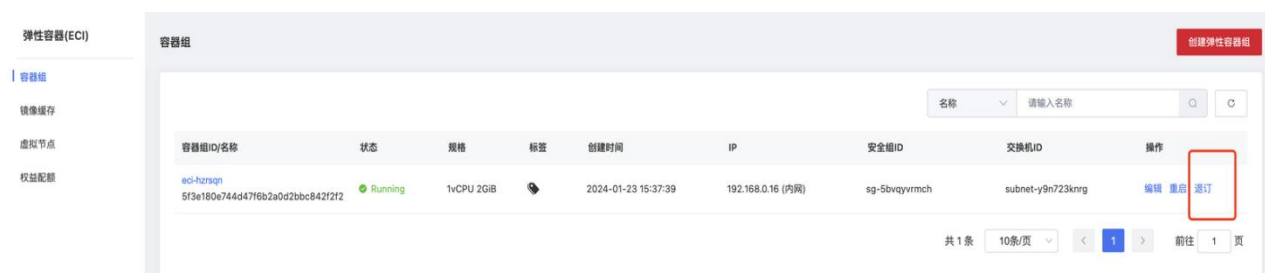 弹性容器(ECI)
容器组
镜像缓存
虚拟节点
权益配额
容器组
创建弹性容器组
名称 请输入名称
容器组ID/名称 状态 规格 标签 创建时间 IP 安全组ID 交换机ID 操作
eci-hzrsqn
5f3e180e744d47f6b2a0d2bbc842f2f2 Running 1vCPU 2GiB 2024-01-23 15:37:39 192.168.0.16 (内网) sg-5bvqyvrmch subnet-y9n723knrg 编辑 重启 退订
共 1 条 10条/页 < 1 > 前往 1 页